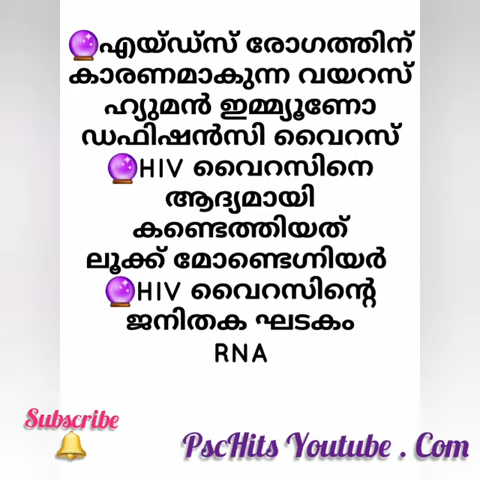 🔮എയ്ഡ്സ് രോഗത്തിന്
കാരണമാകുന്ന വയറസ്
ഹ്യുമൻ ഇമ്മ്യൂണോ
ഡഫിഷൻസി വൈറസ്
🔮HIV വൈറസിനെ
ആദ്യമായി
കണ്ടെത്തിയത്
ലൂക്ക് മോണ്ടെഗ്നിയർ
🔮HIV വൈറസിന്റെ
ജനിതക ഘടകം
RNA
Subscribe
PscHits Youtube . Com